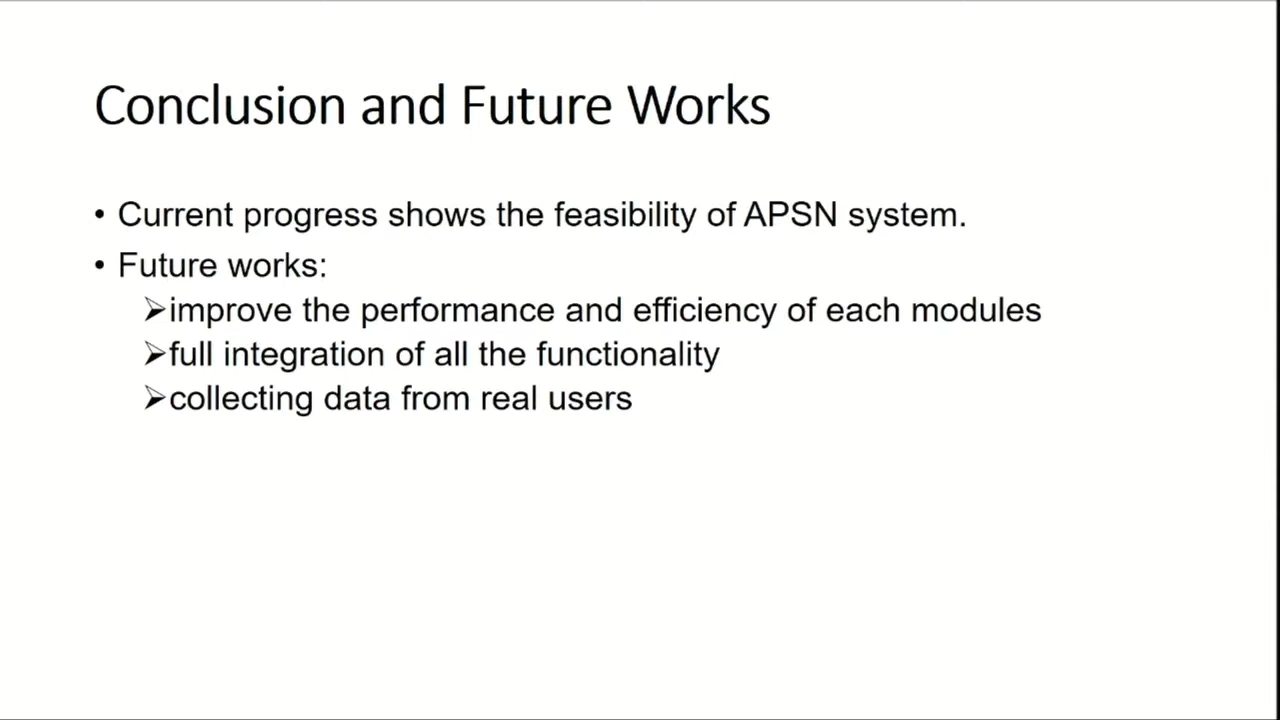 Conclusion and Future Works
• Current progress shows the feasibility of APSN system.
• Future works:
➢improve the performance and efficiency of each modules
➢full integration of all the functionality
➢collecting data from real users